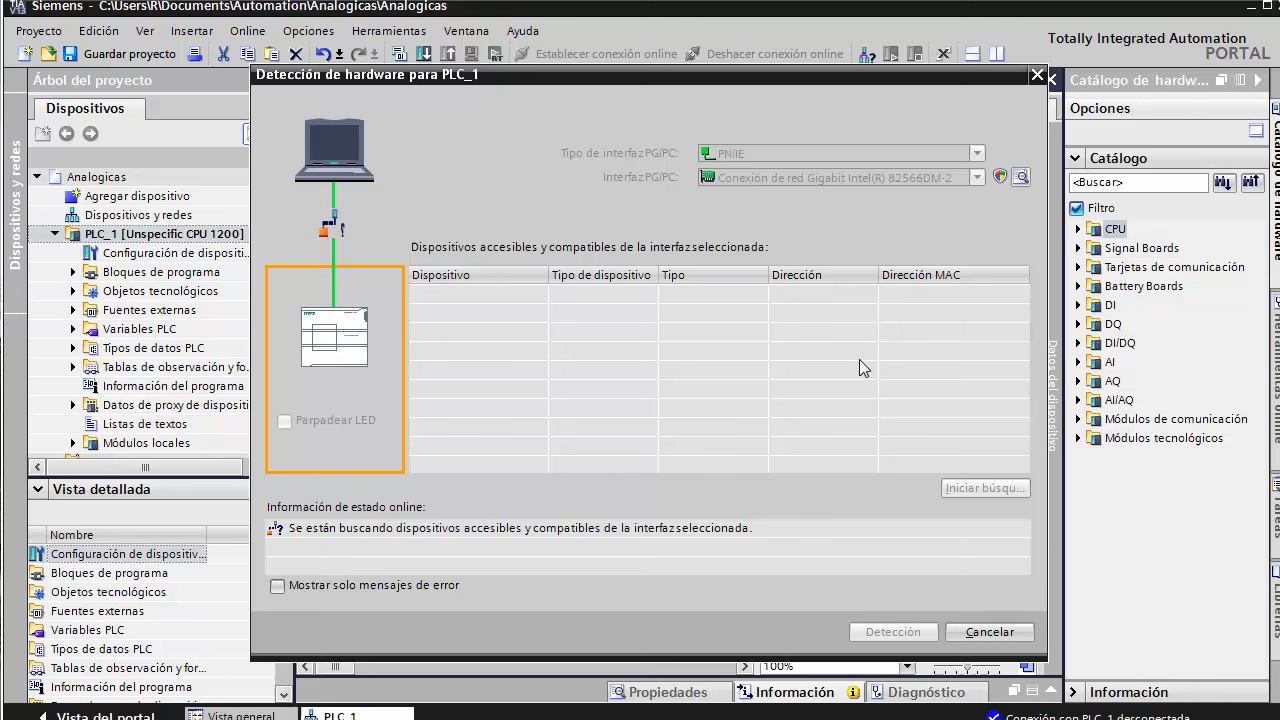 Siemens - C:\Users\R\Documents\Automation\Analogicas\Analogicas
Proyecto Edición Ver Insertar Online Opciones Herramientas Ventana Ayuda
Totally Integrated Automation
PORTAL
Guardar proyecto
Establecer conexión online
Deshacer conexión online
Árbol del proyecto
Dispositivos
Dispositivos y redes
Analogicas
Agregar dispositivo
Dispositivos y redes
PLC_1 [Unspecific CPU 1200]
Configuración de dispositi..
Bloques de programa
Objetos tecnológicos
Fuentes externas
Variables PLC
Tipos de datos PLC
Tablas de observación y fo
Información del programa
Datos de proxy de disposit
Listas de textos
Módulos locales
Vista detallada
Nombre
Configuración de dispositiv...
Bloques de programa
Objetos tecnológicos
Fuentes externas
Variables PLC
Tipos de datos PLC
Tablas de observación y for...
Información del programa
Detección de hardware para PLC_1
Tipo de interfaz PG/PC:
PN/IE
Interfaz PG/PC:
Conexión de red Gigabit Intel(R) 82566DM-2
Dispositivos accesibles y compatibles de la interfaz seleccionada:
Dispositivo Tipo de dispositivo Tipo Dirección Dirección MAC
Parpadear LED
Iniciar búsqu...
Información de estado online:
Se están buscando dispositivos accesibles y compatibles de la interfaz seleccionada.
Mostrar solo mensajes de error
Detección
Cancelar
Datos del dispositivo
100%
Propiedades
Información
Diagnóstico
Catálogo de hardw...
Opciones
Catálogo
<Buscar>
Filtro
CPU
Signal Boards
Tarjetas de comunicación
Battery Boards
DI
DQ
DI/DQ
AI
AQ
AI/AQ
Módulos de comunicación
Módulos tecnológicos
Información
Vista del portal
Vista general
PLC_1
Conexión con PLC_1 desconectada